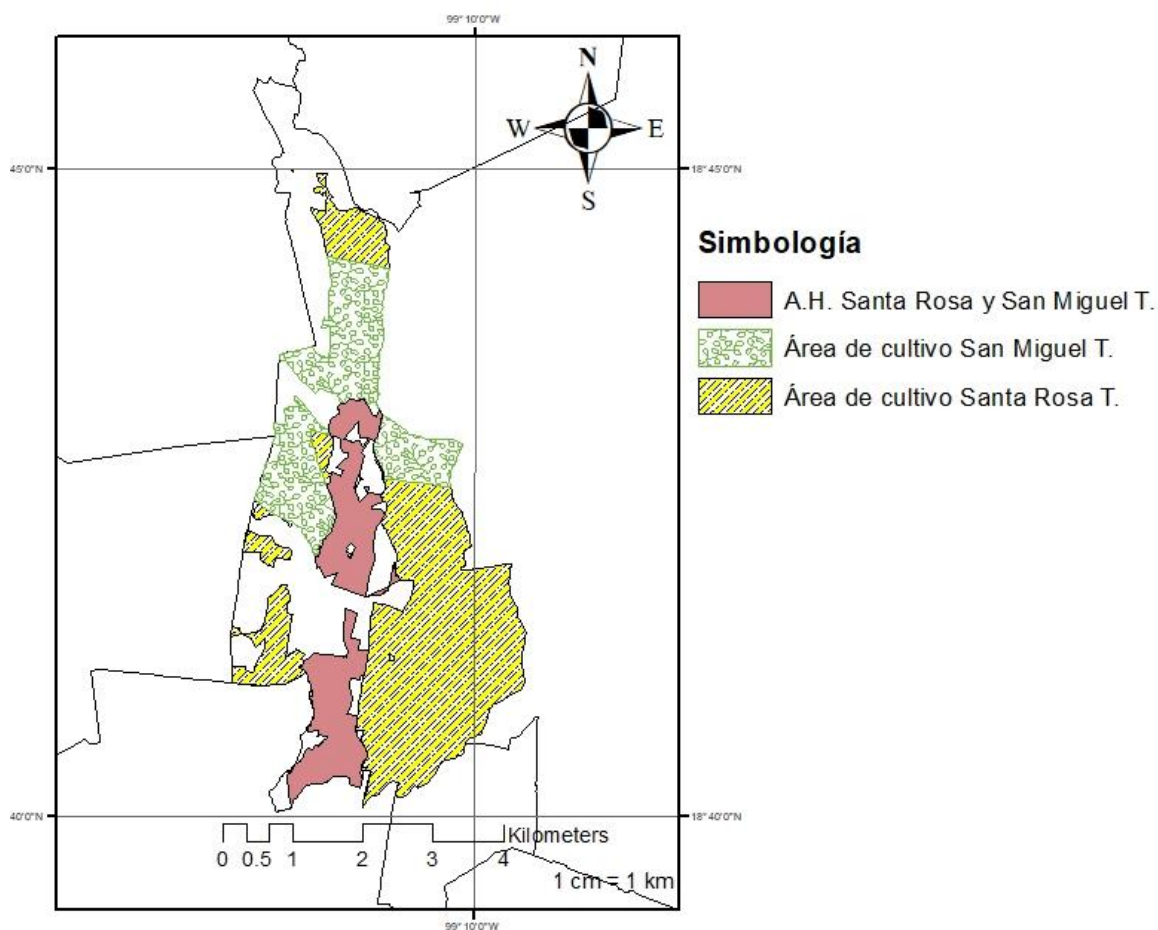 99° 10'0"W
N
W
E
S
45'0"N
18° 45'0"N
Simbología
A.H. Santa Rosa y San Miguel T.
Área de cultivo San Miguel T.
Área de cultivo Santa Rosa T.
40'0"N
18° 40'0"N
Kilometers
0 0.5 1 2 3 4
1 cm = 1 km
99° 10'0"W